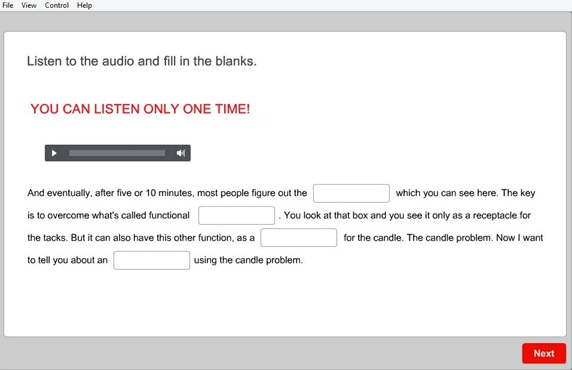 File View Control Help
Listen to the audio and fill in the blanks.
YOU CAN LISTEN ONLY ONE TIME!
And eventually, after five or 10 minutes, most people figure out the which you can see here. The key
is to overcome what's called functional . You look at that box and you see it only as a receptacle for
the tacks. But it can also have this other function, as a for the candle. The candle problem. Now I want
to tell you about an using the candle problem.
Next